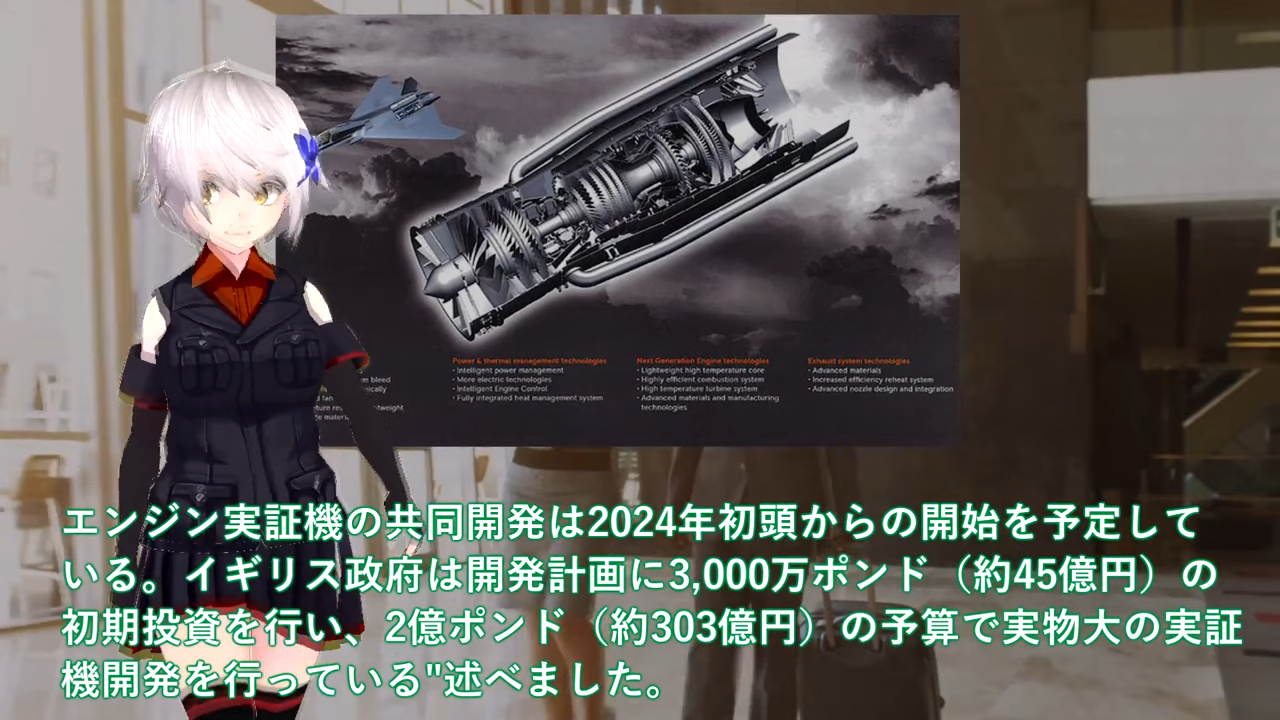 Power & thermal management technologies
• Intelligent power management
• More electric technologies
• Intelligent Engine Control
• Fully integrated heat management system
Next Generation Engine technologies
• Lightweight high temperature core
• Highly efficient combustion system
• High temperature turbine system
• Advanced materials and manufacturing
technologies
Exhaust system technologies
• Advanced materials
• Increased efficiency reheat system
• Advanced nozzle design and integration
bleed
fan
エンジン実証機の共同開発は2024年初頭からの開始を予定して
いる。イギリス政府は開発計画に3,000万ポンド（約45億円）の
初期投資を行い、2億ポンド（約303億円）の予算で実物大の実証
機開発を行っている"述べました。